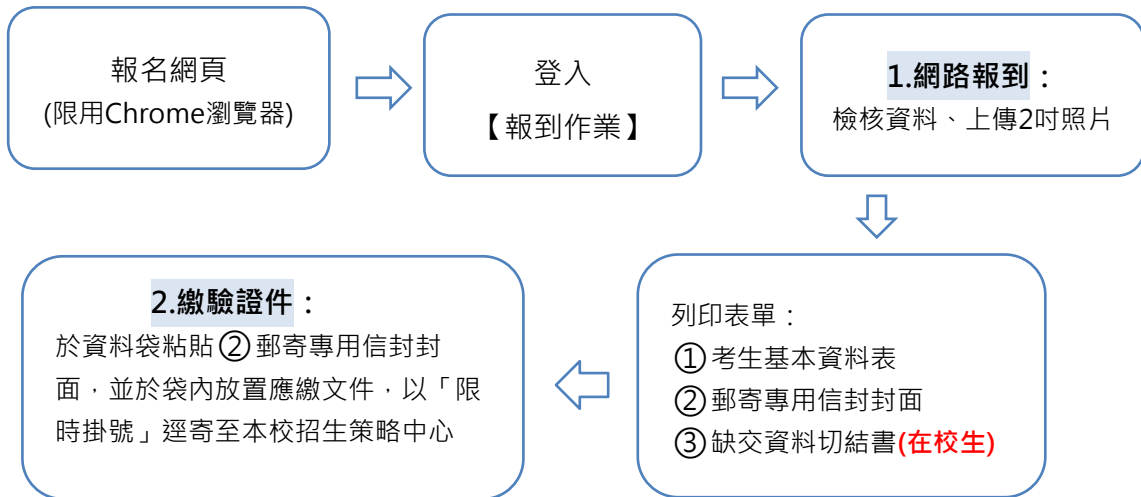 報名網頁
(限用Chrome瀏覽器)
登入
【報到作業】
1.網路報到：
檢核資料、上傳2吋照片
列印表單：
①考生基本資料表
②郵寄專用信封封面
③缺交資料切結書(在校生)
2.繳驗證件：
於資料袋粘貼②郵寄專用信封封
面，並於袋內放置應繳文件，以「限
時掛號」逕寄至本校招生策略中心